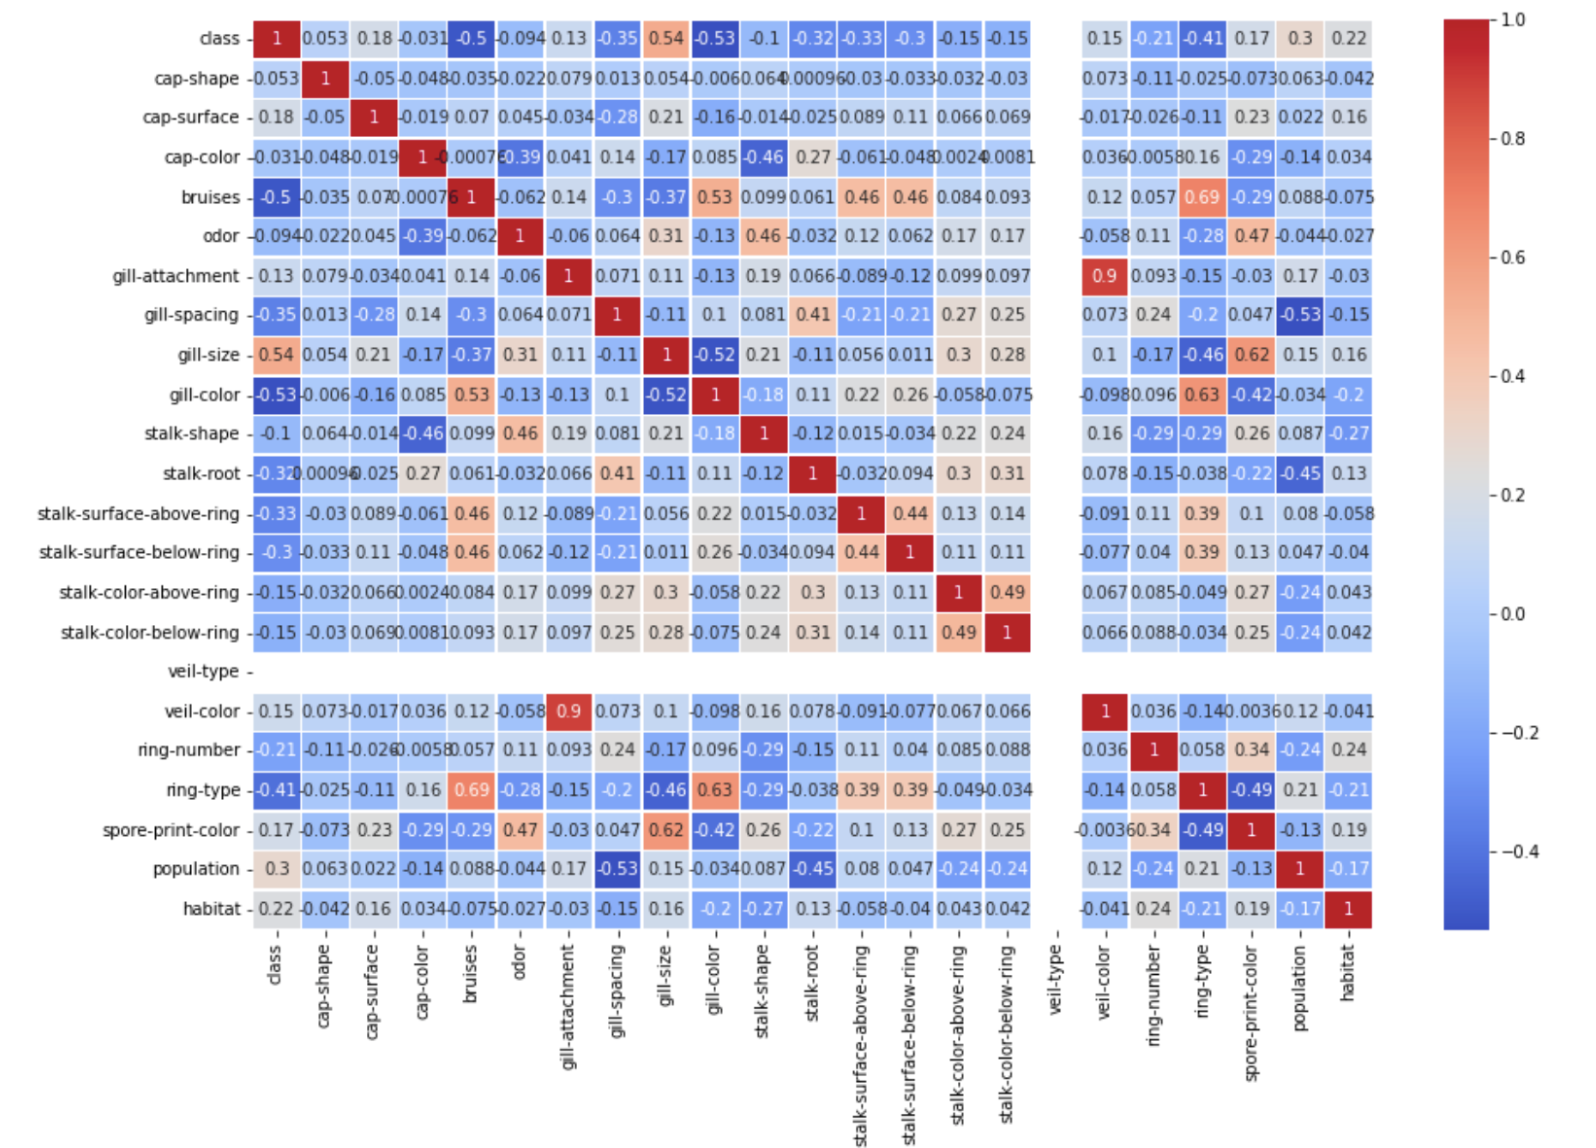 class 1 0.053 0.18 -0.031 -0.5 -0.094 0.13 -0.35 0.54 -0.53 -0.1 -0.32 -0.33 -0.3 -0.15 -0.15 0.15 -0.21 -0.41 0.17 0.3 0.22
cap-shape 0.053 1 -0.05 -0.048 -0.035 -0.022 0.079 0.013 0.054 -0.006 0.064 0.00096 -0.03 -0.033 -0.032 -0.03 0.073 -0.11 -0.025 -0.073 0.063 -0.042
cap-surface 0.18 -0.05 1 -0.019 0.07 0.045 -0.034 -0.28 0.21 -0.16 -0.014 -0.025 0.089 0.11 0.066 0.069 -0.017 -0.026 -0.11 0.23 0.022 0.16
cap-color -0.031 -0.048 -0.019 1 -0.00076 -0.39 0.041 0.14 -0.17 0.085 -0.46 0.27 -0.061 -0.048 0.0024 0.0081 0.036 -0.0058 0.16 -0.29 -0.14 0.034
bruises -0.5 -0.035 0.07 -0.00076 1 -0.062 0.14 -0.3 -0.37 0.53 0.099 0.061 0.46 0.46 0.084 0.093 0.12 0.057 0.69 -0.29 0.088 -0.075
odor -0.094 -0.022 0.045 -0.39 -0.062 1 -0.06 0.064 0.31 -0.13 0.46 -0.032 0.12 0.062 0.17 0.17 -0.058 0.11 -0.28 0.47 -0.044 -0.027
gill-attachment 0.13 0.079 -0.034 0.041 0.14 -0.06 1 0.071 0.11 -0.13 0.19 0.066 -0.089 -0.12 0.099 0.097 0.9 0.093 -0.15 -0.03 0.17 -0.03
gill-spacing -0.35 0.013 -0.28 0.14 -0.3 0.064 0.071 1 -0.11 0.1 0.081 0.41 -0.21 -0.21 0.27 0.25 0.073 0.24 -0.2 0.047 -0.53 -0.15
gill-size 0.54 0.054 0.21 -0.17 -0.37 0.31 0.11 -0.11 1 -0.52 0.21 -0.11 0.056 0.011 0.3 0.28 0.1 -0.17 -0.46 0.62 0.15 0.16
gill-color -0.53 -0.006 -0.16 0.085 0.53 -0.13 -0.13 0.1 -0.52 1 -0.18 0.11 0.22 0.26 -0.058 -0.075 -0.098 0.096 0.63 -0.42 -0.034 -0.2
stalk-shape -0.1 0.064 -0.014 -0.46 0.099 0.46 0.19 0.081 0.21 -0.18 1 -0.12 0.015 -0.034 0.22 0.24 0.16 -0.29 -0.29 0.26 0.087 -0.27
stalk-root -0.32 0.00096 -0.025 0.27 0.061 -0.032 0.066 0.41 -0.11 0.11 -0.12 1 -0.032 0.094 0.3 0.31 0.078 -0.15 -0.038 -0.22 -0.45 0.13
stalk-surface-above-ring -0.33 -0.03 0.089 -0.061 0.46 0.12 -0.089 -0.21 0.056 0.22 0.015 -0.032 1 0.44 0.13 0.14 -0.091 0.11 0.39 0.1 0.08 -0.058
stalk-surface-below-ring -0.3 -0.033 0.11 -0.048 0.46 0.062 -0.12 -0.21 0.011 0.26 -0.034 0.094 0.44 1 0.11 0.11 -0.077 0.04 0.39 0.13 0.047 -0.04
stalk-color-above-ring -0.15 -0.032 0.066 0.0024 0.084 0.17 0.099 0.27 0.3 -0.058 0.22 0.3 0.13 0.11 1 0.49 0.067 0.085 -0.049 0.27 -0.24 0.043
stalk-color-below-ring -0.15 -0.03 0.069 0.0081 0.093 0.17 0.097 0.25 0.28 -0.075 0.24 0.31 0.14 0.11 0.49 1 0.066 0.088 -0.034 0.25 -0.24 0.042
veil-type
veil-color 0.15 0.073 -0.017 0.036 0.12 -0.058 0.9 0.073 0.1 -0.098 0.16 0.078 -0.091 -0.077 0.067 0.066 1 0.036 -0.14 -0.0036 0.12 -0.041
ring-number -0.21 -0.11 -0.026 -0.0058 0.057 0.11 0.093 0.24 -0.17 0.096 -0.29 -0.15 0.11 0.04 0.085 0.088 0.036 1 0.058 0.34 -0.24 0.24
ring-type -0.41 -0.025 -0.11 0.16 0.69 -0.28 -0.15 -0.2 -0.46 0.63 -0.29 -0.038 0.39 0.39 -0.049 -0.034 -0.14 0.058 1 -0.49 0.21 -0.21
spore-print-color 0.17 -0.073 0.23 -0.29 -0.29 0.47 -0.03 0.047 0.62 -0.42 0.26 -0.22 0.1 0.13 0.27 0.25 -0.0036 0.34 -0.49 1 -0.13 0.19
population 0.3 0.063 0.022 -0.14 0.088 -0.044 0.17 -0.53 0.15 -0.034 0.087 -0.45 0.08 0.047 -0.24 -0.24 0.12 -0.24 0.21 -0.13 1 -0.17
habitat 0.22 -0.042 0.16 0.034 -0.075 -0.027 -0.03 -0.15 0.16 -0.2 -0.27 0.13 -0.058 -0.04 0.043 0.042 -0.041 0.24 -0.21 0.19 -0.17 1
class
cap-shape
cap-surface
cap-color
bruises
odor
gill-attachment
gill-spacing
gill-size
gill-color
stalk-shape
stalk-root
stalk-surface-above-ring
stalk-surface-below-ring
stalk-color-above-ring
stalk-color-below-ring
veil-type
veil-color
ring-number
ring-type
spore-print-color
population
habitat
1.0
0.8
0.6
0.4
0.2
0.0
−0.2
−0.4